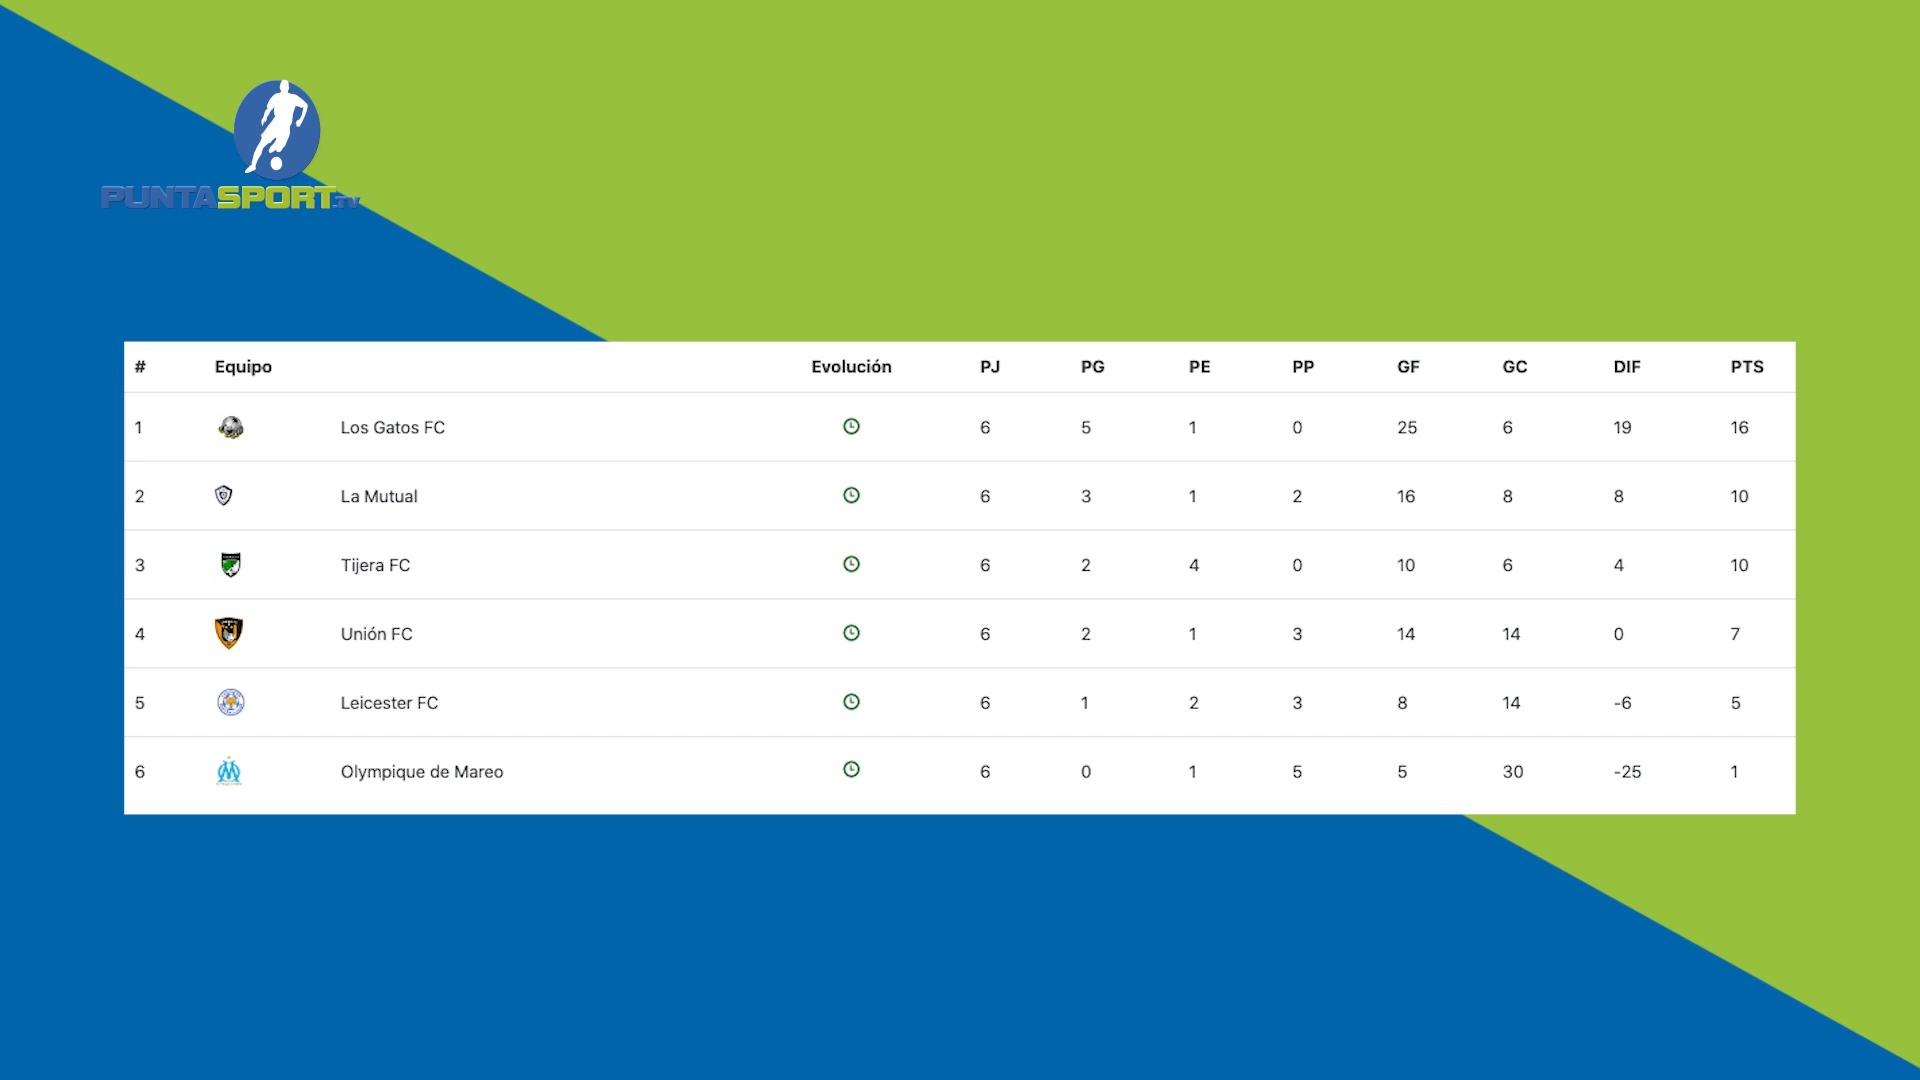 PUNTASPORT.TV
# Equipo Evolución PJ PG PE PP GF GC DIF PTS
1 Los Gatos FC 6 5 1 0 25 6 19 16
2 La Mutual 6 3 1 2 16 8 8 10
3 Tijera FC 6 2 4 0 10 6 4 10
4 Unión FC 6 2 1 3 14 14 0 7
5 Leicester FC 6 1 2 3 8 14 -6 5
6 Olympique de Mareo 6 0 1 5 5 30 -25 1